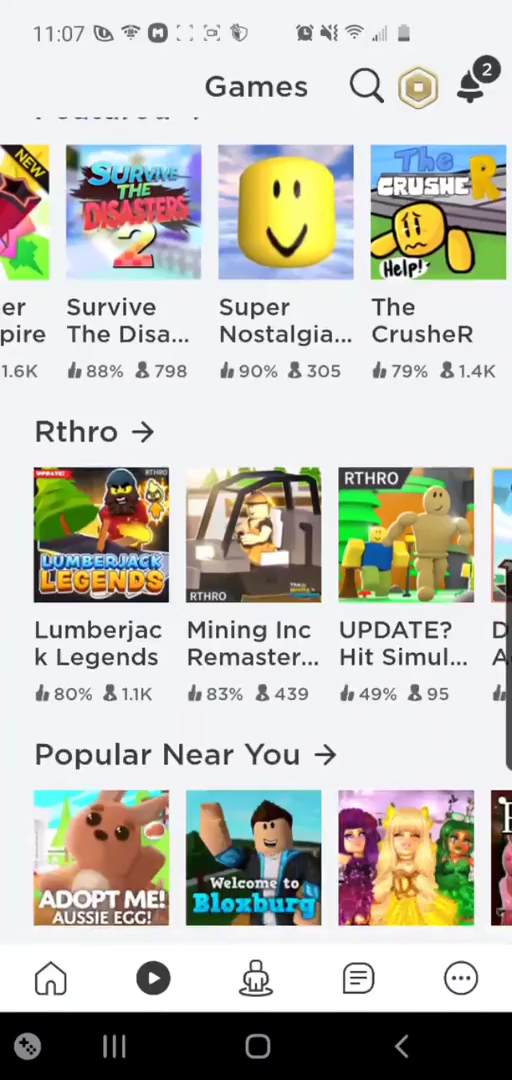 11:07
Games
2
Featured
NEW
SURVIVE
THE
DISASTERS
2
The
CRUSHER
Help!
er
pire
Survive
The Disa...
Super
Nostalgia...
The
CrusheR
1.6K
88% 798
90% 305
79% 1.4K
Rthro →
UPDATE!
RTHRO
LUMBERJACK
LEGENDS
RTHRO
RTHRO
Lumberjac
k Legends
Mining Inc
Remaster...
UPDATE?
Hit Simul...
D
A
80% 1.1K
83% 439
49% 95
Popular Near You →
ADOPT ME!
AUSSIE EGG!
Welcome to
Bloxburg